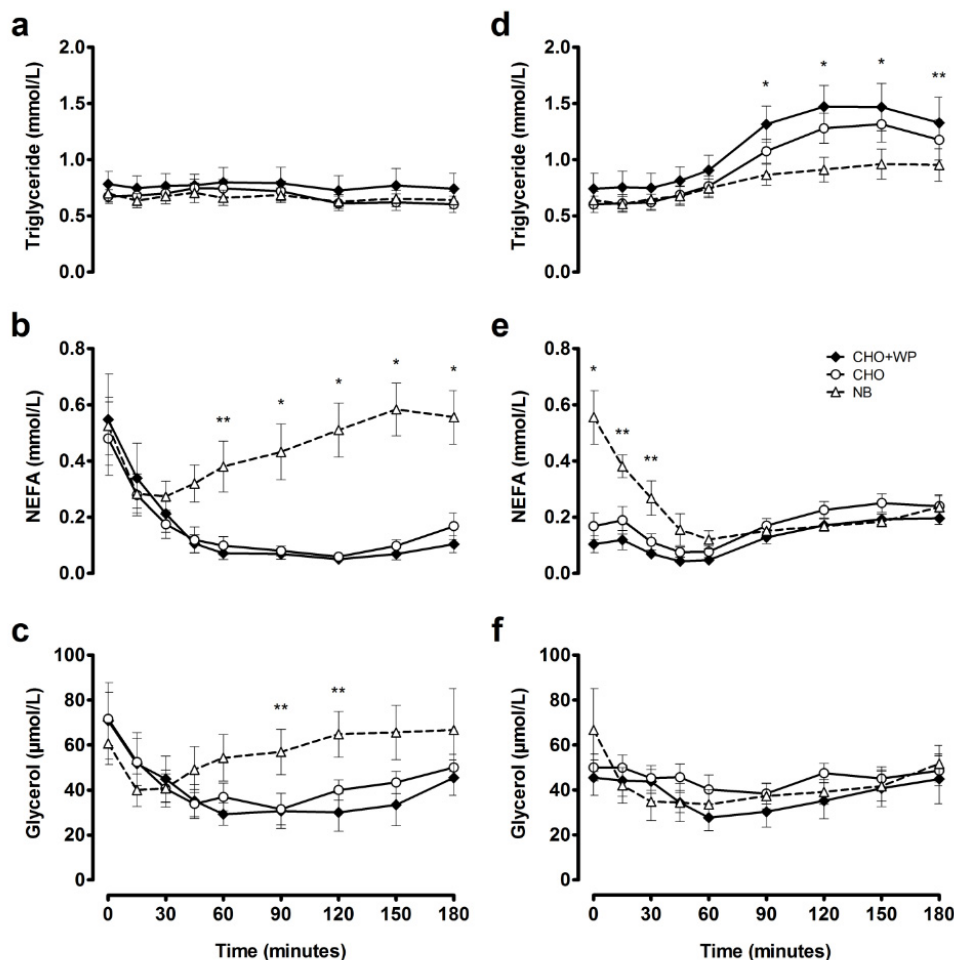 a
Triglyceride (mmol/L)
2.0
1.5
1.0
0.5
0.0
d
Triglyceride (mmol/L)
2.0
1.5
1.0
0.5
0.0
* * * **
b
NEFA (mmol/L)
0.8
0.6
0.4
0.2
0.0
** * * * *
e
NEFA (mmol/L)
0.8
0.6
0.4
0.2
0.0
* ** **
CHO+WP
CHO
NB
c
Glycerol (µmol/L)
100
80
60
40
20
0
** **
0 30 60 90 120 150 180
Time (minutes)
f
Glycerol (µmol/L)
100
80
60
40
20
0
0 30 60 90 120 150 180
Time (minutes)